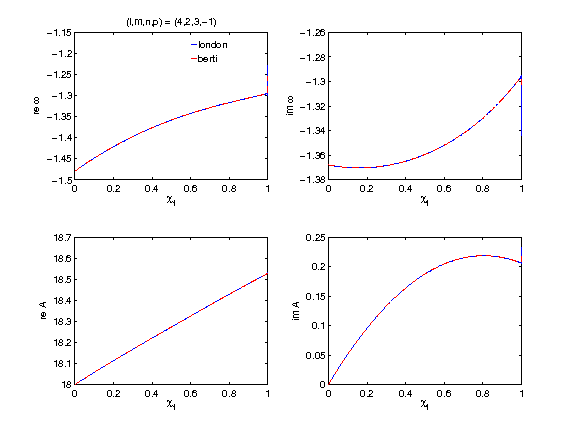 (l,m,n,p) = (4,2,3,−1)
−1.15
−1.2
−1.25
−1.3
−1.35
−1.4
−1.45
−1.5
re ω
0 0.2 0.4 0.6 0.8 1
χf
london
berti
−1.26
−1.28
−1.3
−1.32
−1.34
−1.36
−1.38
im ω
0 0.2 0.4 0.6 0.8 1
χf
18.7
18.6
18.5
18.4
18.3
18.2
18.1
18
re A
0 0.2 0.4 0.6 0.8 1
χf
0.25
0.2
0.15
0.1
0.05
0
im A
0 0.2 0.4 0.6 0.8 1
χf